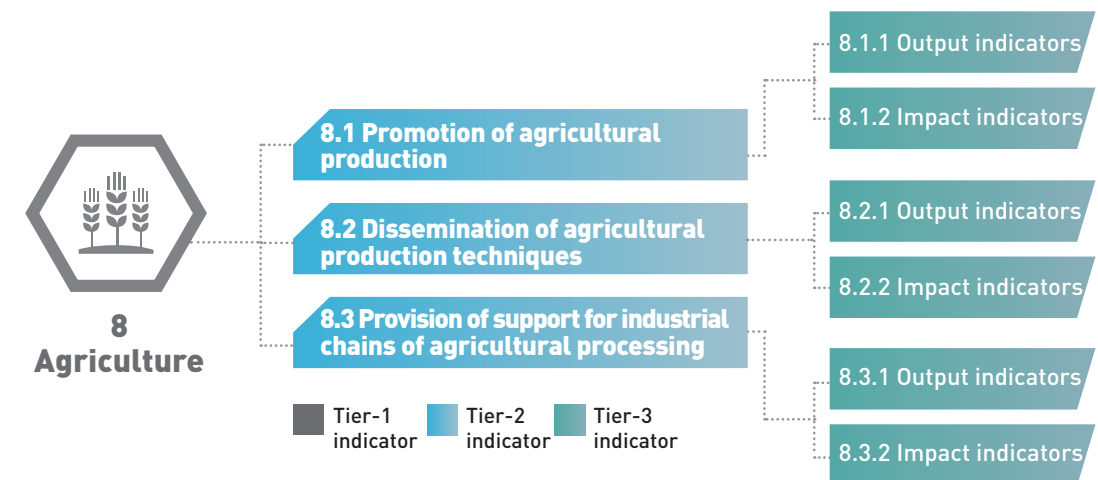 8
Agriculture
8.1 Promotion of agricultural
production
8.2 Dissemination of agricultural
production techniques
8.3 Provision of support for industrial
chains of agricultural processing
8.1.1 Output indicators
8.1.2 Impact indicators
8.2.1 Output indicators
8.2.2 Impact indicators
8.3.1 Output indicators
8.3.2 Impact indicators
Tier-1
indicator
Tier-2
indicator
Tier-3
indicator